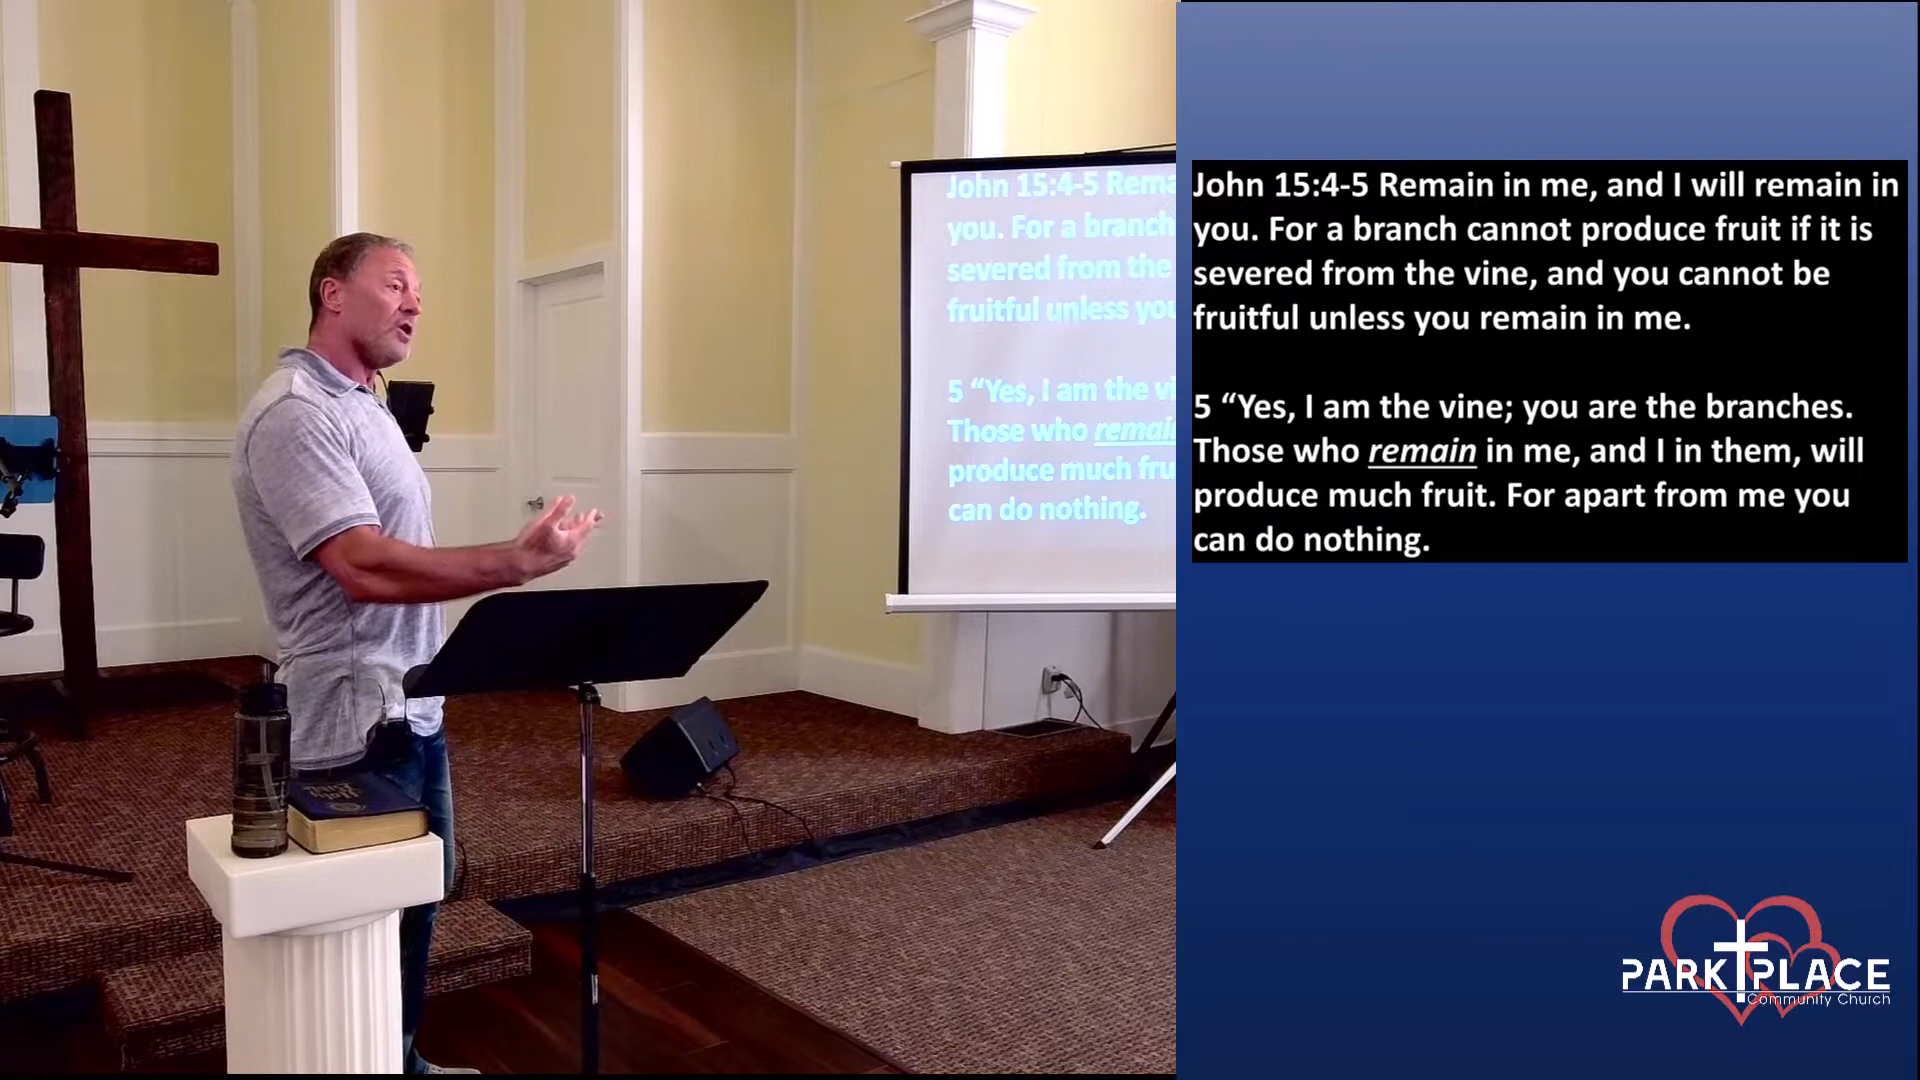 John 15:4-5 Rema
you. For a branch
severed from the
fruitful unless you
5 “Yes, I am the vi
Those who remain
produce much fru
can do nothing.
John 15:4-5 Remain in me, and I will remain in
you. For a branch cannot produce fruit if it is
severed from the vine, and you cannot be
fruitful unless you remain in me.
5 “Yes, I am the vine; you are the branches.
Those who remain in me, and I in them, will
produce much fruit. For apart from me you
can do nothing.
Holy Bible
PARK PLACE
Community Church